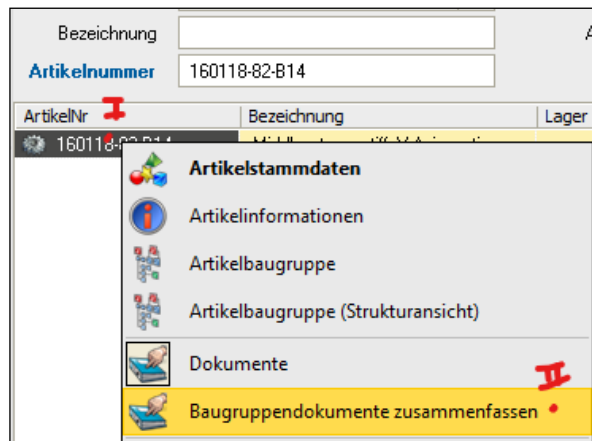 Bezeichnung
Artikelnummer 160118-82-B14
ArtikelNr I Bezeichnung Lager
Artikelstammdaten
Artikelinformationen
Artikelbaugruppe
Artikelbaugruppe (Strukturansicht)
Dokumente
II
Baugruppendokumente zusammenfassen